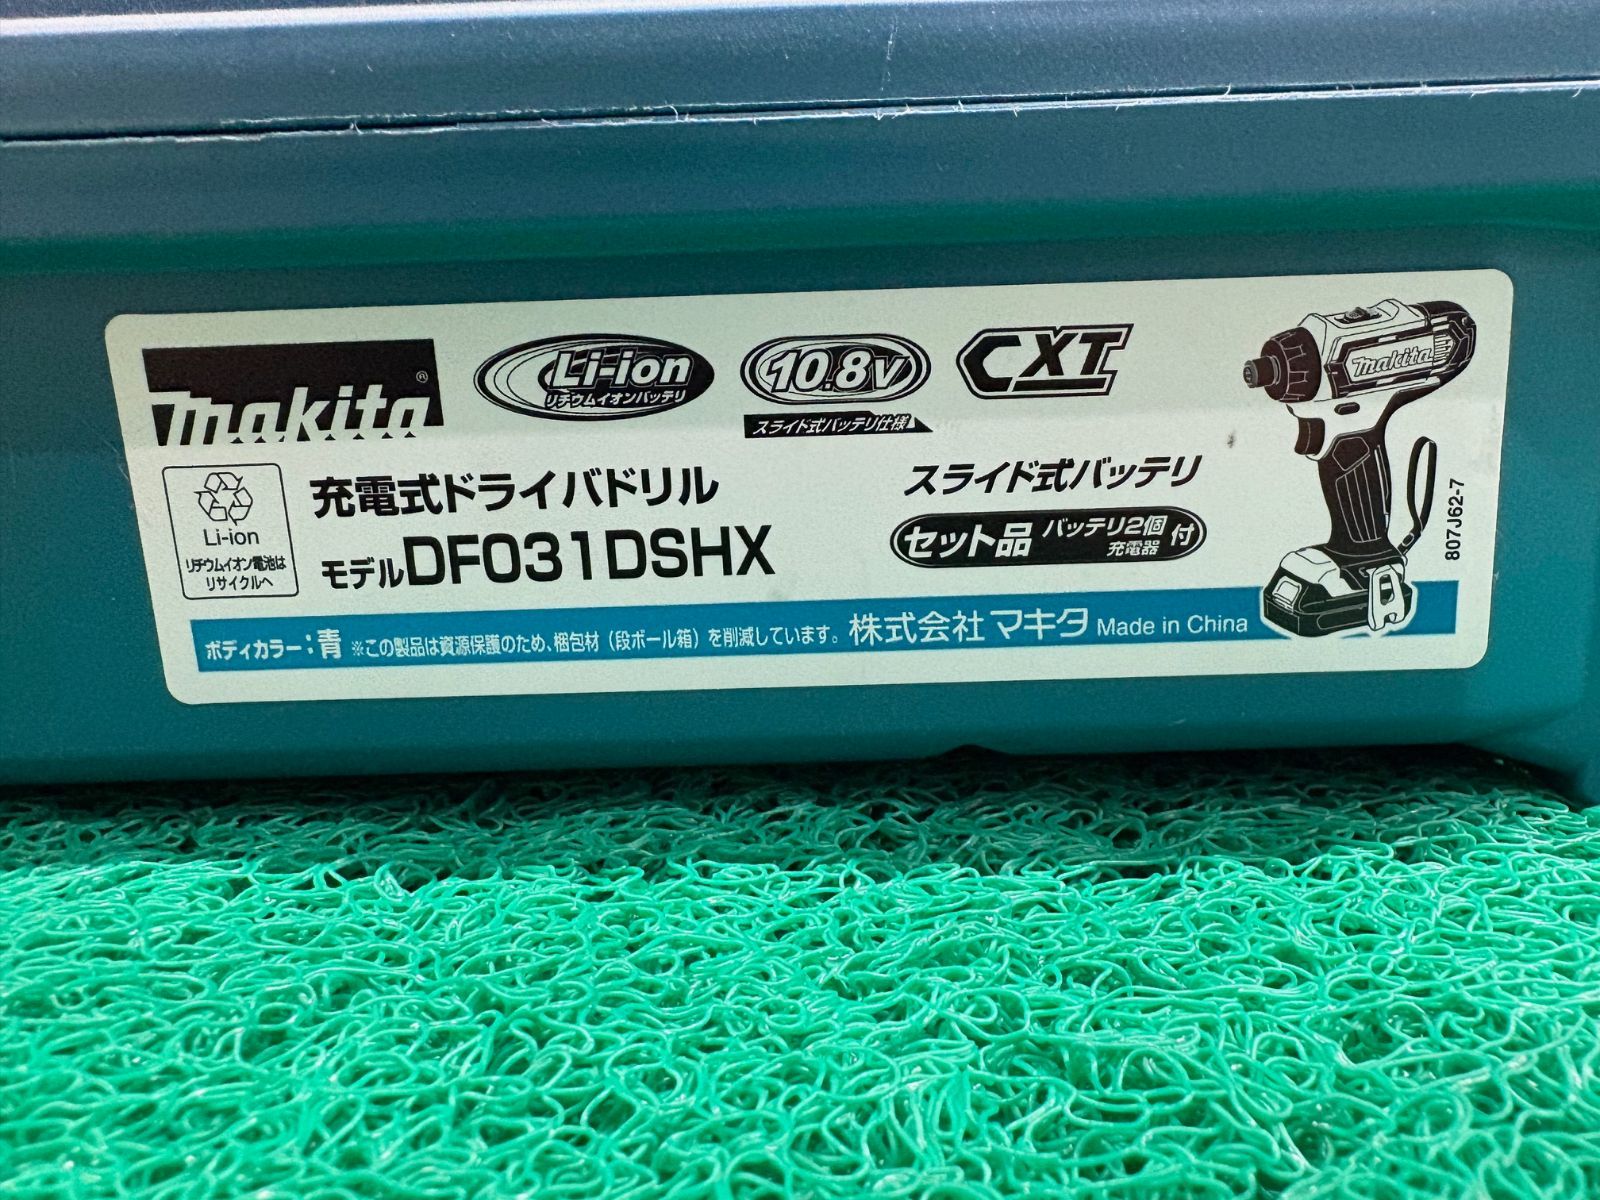 makita®
Li-ion
リチウムイオンバッテリ
10.8V
スライド式バッテリ仕様
CXT
makita
Li-ion
リチウムイオン電池は
リサイクルへ
充電式ドライバドリル
モデルDF031DSHX
スライド式バッテリ
セット品 バッテリ2個 充電器 付
807J62-7
ボディカラー：青 ※この製品は資源保護のため、梱包材（段ボール箱）を削減しています。 株式会社 マキタ Made in China